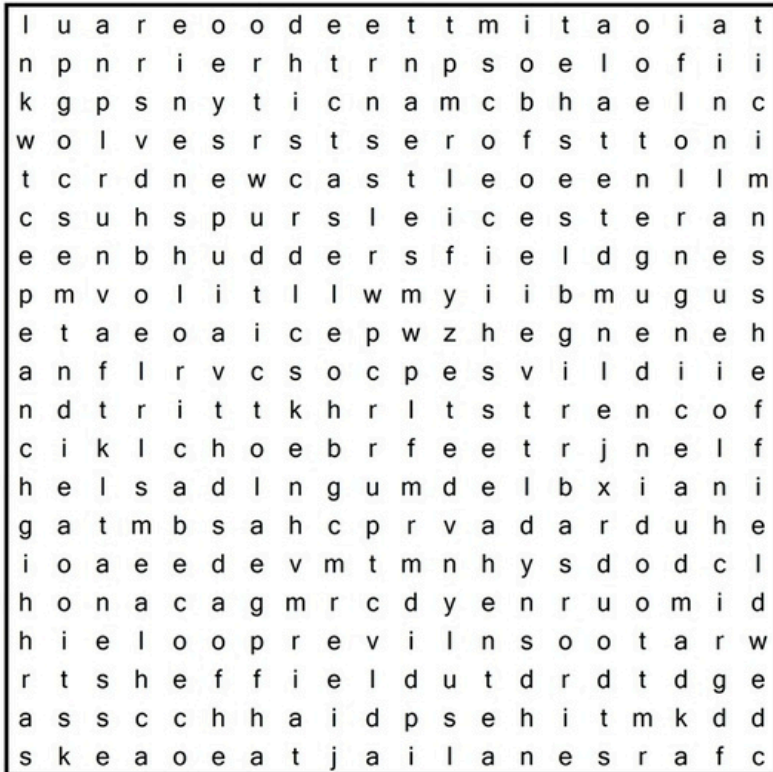 l u a r e o o d e e t t m i t a o i a t
n p n r i e r h t r n p s o e l o f i i
k g p s n y t i c n a m c b h a e l n c
w o l v e s r s t s e r o f s t t o n i
t c r d n e w c a s t l e o e e n l l m
c s u h s p u r s l e i c e s t e r a n
e e n b h u d d e r s f i e l d g n e s
p m v o l i t l l w m y i i b m u g u s
e t a e o a i c e p w z h e g n e n e h
a n f l r v c s o c p e s v i l d i i e
n d t r i t t k h r l t s t r e n c o f
c i k l c h o e b r f e e t r j n e l f
h e l s a d l n g u m d e l b x i a n i
g a t m b s a h c p r v a d a r d u h e
i o a e e d e v m t m n h y s d o d c l
h o n a c a g m r c d y e n r u o m i d
h i e l o o p r e v i l n s o o t a r w
r t s h e f f i e l d u t d r d t d g e
a s s c c h h a i d p s e h i t m k d d
s k e a o e a t j a i l a n e s r a f c